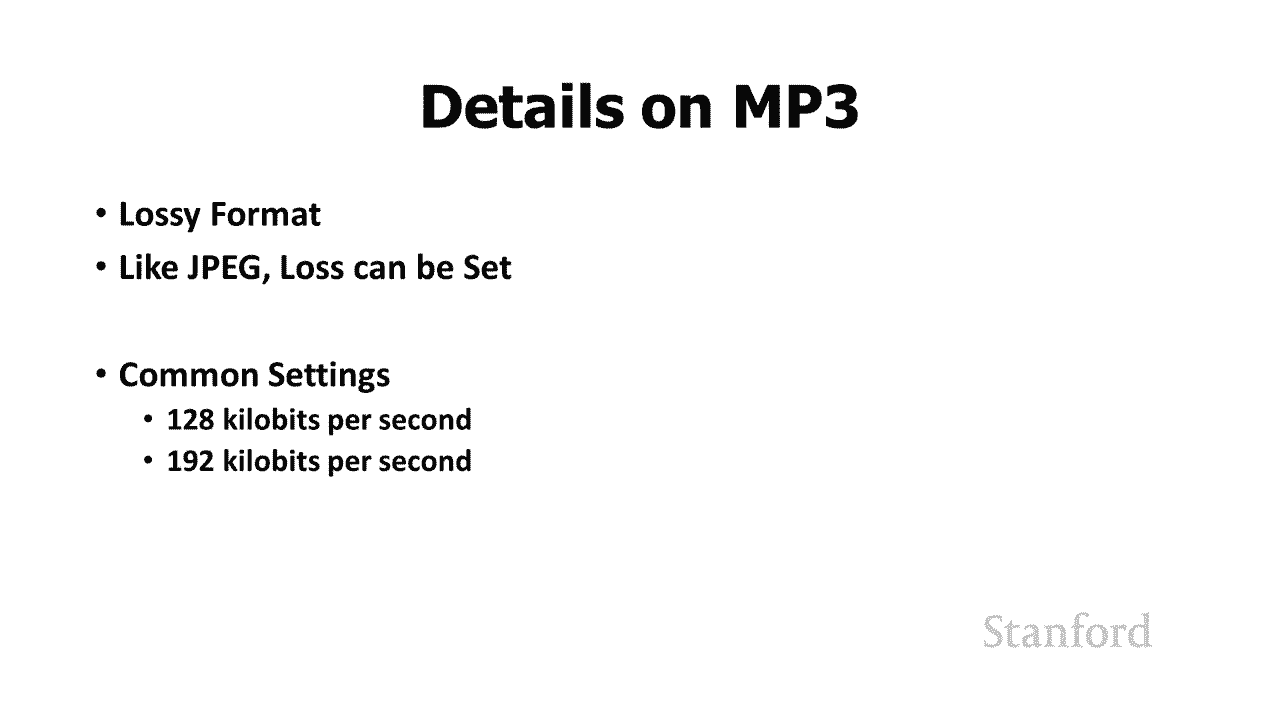 Details on MP3
• Lossy Format
• Like JPEG, Loss can be Set
• Common Settings
• 128 kilobits per second
• 192 kilobits per second
Stanford